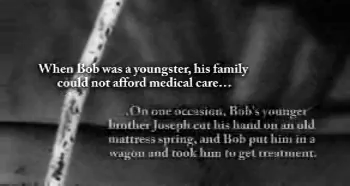 When Bob was a youngster, his family
could not afford medical care…
...On one occasion, Bob's younger
brother Joseph cut his hand on an old
mattress spring, and Bob put him in a
wagon and took him to get treatment.